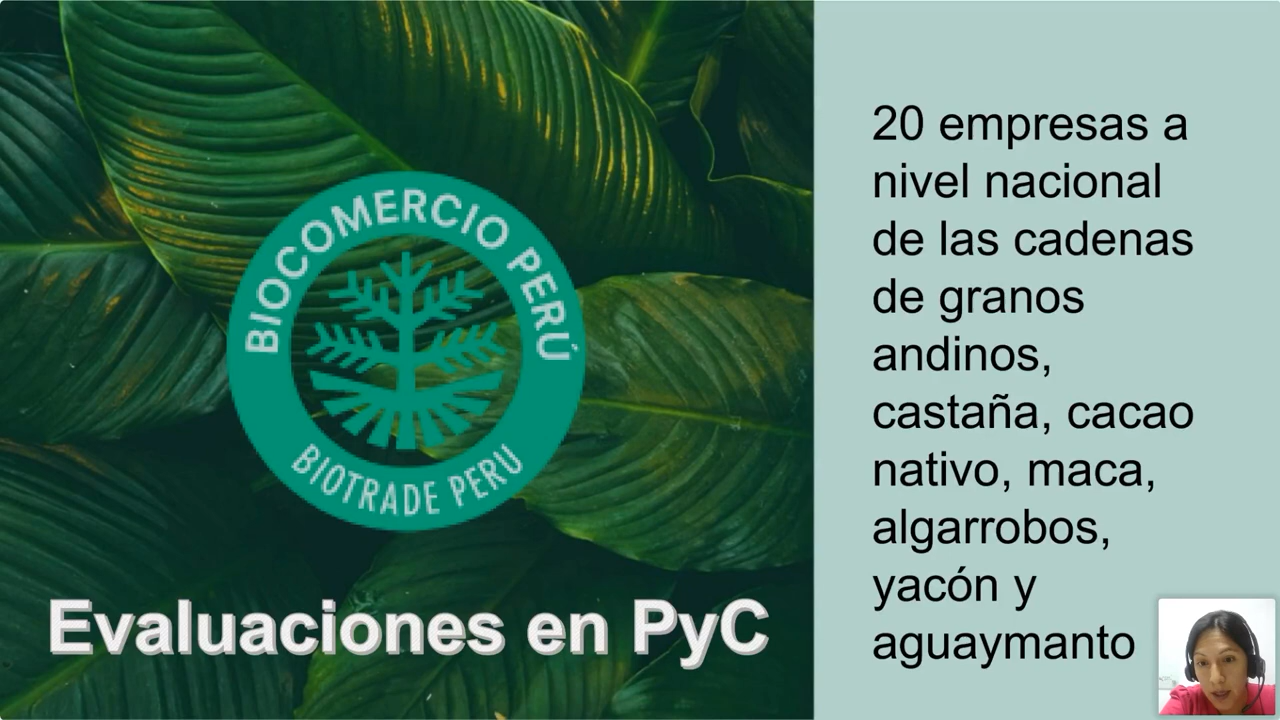 BIOCOMERCIO PERÚ
BIOTRADE PERU
Evaluaciones en PyC
20 empresas a
nivel nacional
de las cadenas
de granos
andinos,
castaña, cacao
nativo, maca,
algarrobos,
yacón y
aguaymanto